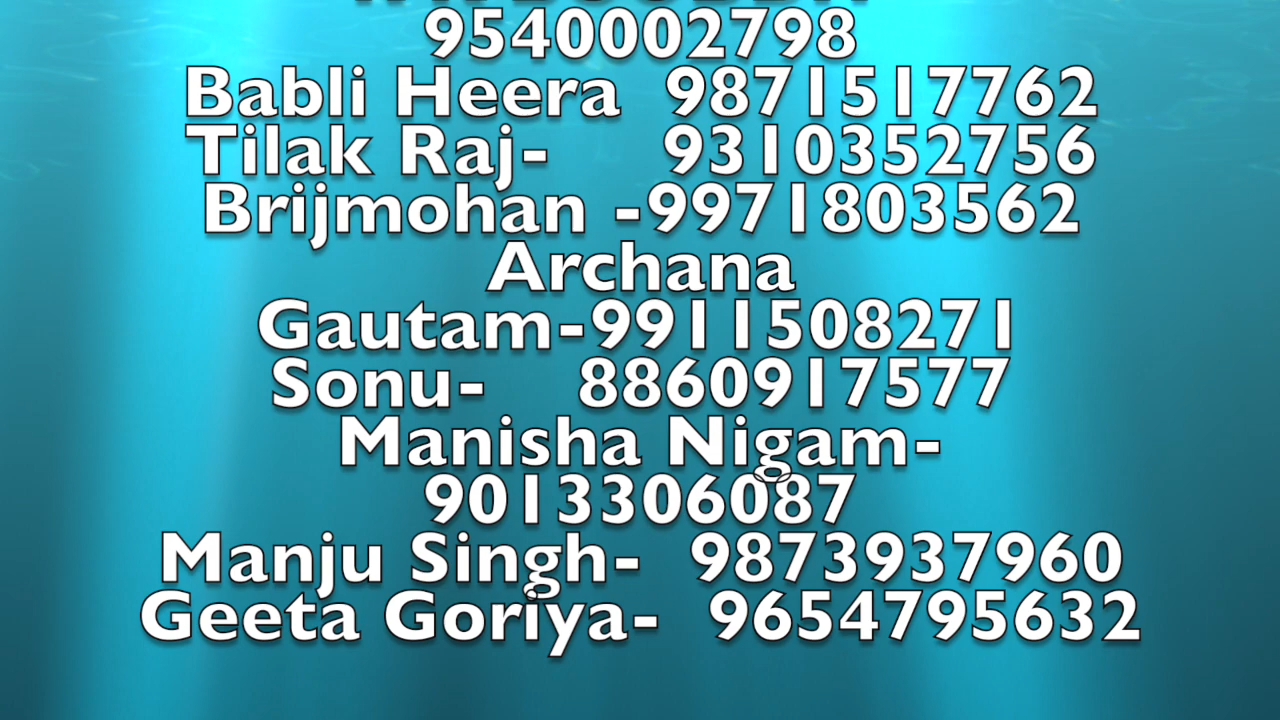 9540002798
Babli Heera 9871517762
Tilak Raj- 9310352756
Brijmohan -9971803562
Archana
Gautam-9911508271
Sonu- 8860917577
Manisha Nigam-
9013306087
Manju Singh- 9873937960
Geeta Goriya- 9654795632